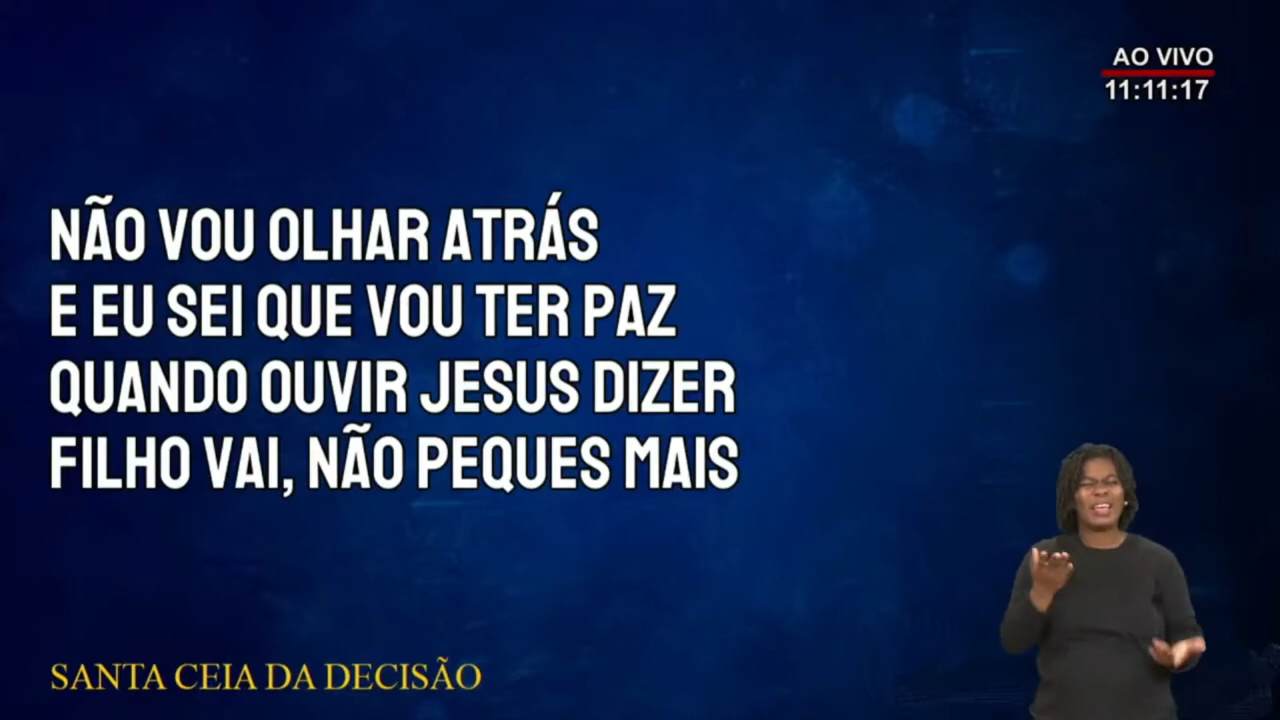 AO VIVO
11:11:17
NÃO VOU OLHAR ATRÁS
E EU SEI QUE VOU TER PAZ
QUANDO OUVIR JESUS DIZER
FILHO VAI, NÃO PEQUES MAIS
SANTA CEIA DA DECISÃO